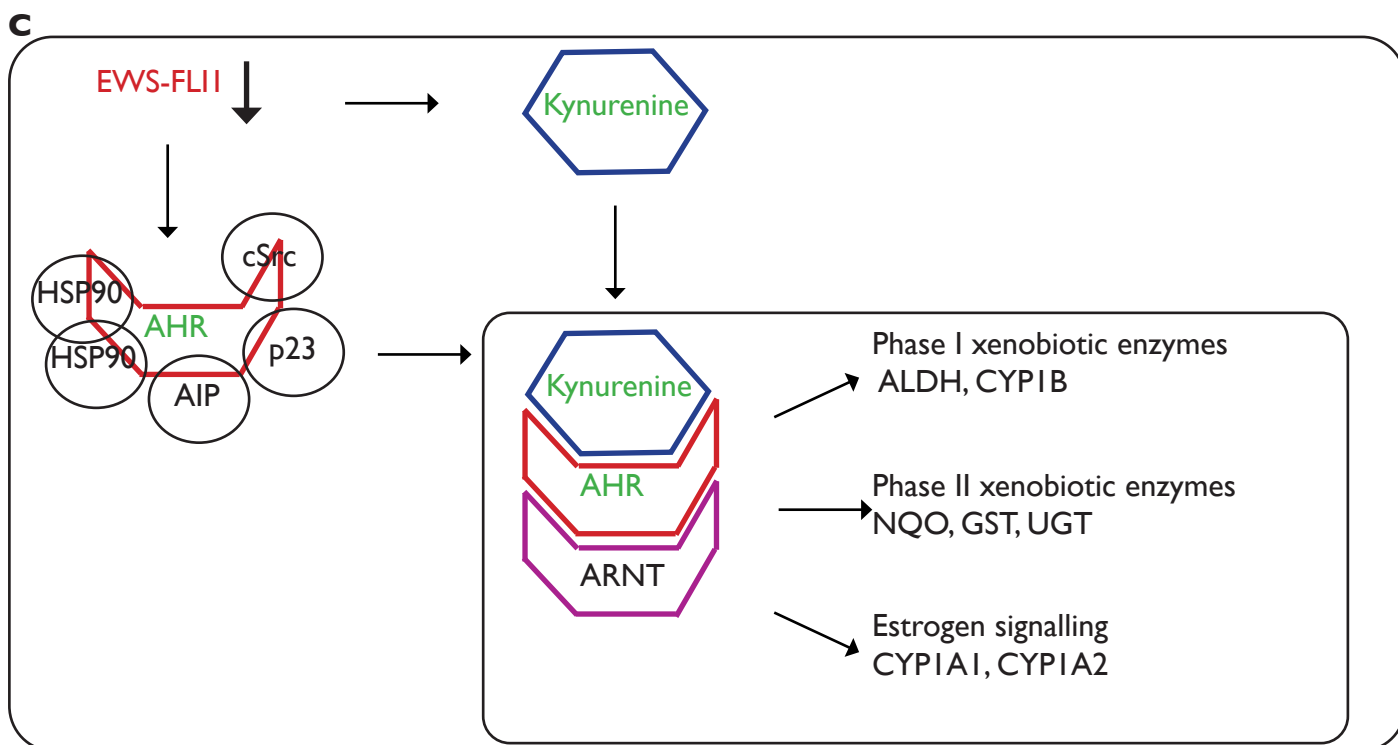 c
EWS-FLI1
Kynurenine
cSrc
HSP90
AHR
HSP90
p23
AIP
Kynurenine
AHR
ARNT
Phase I xenobiotic enzymes
ALDH, CYP1B
Phase II xenobiotic enzymes
NQO, GST, UGT
Estrogen signalling
CYP1A1, CYP1A2